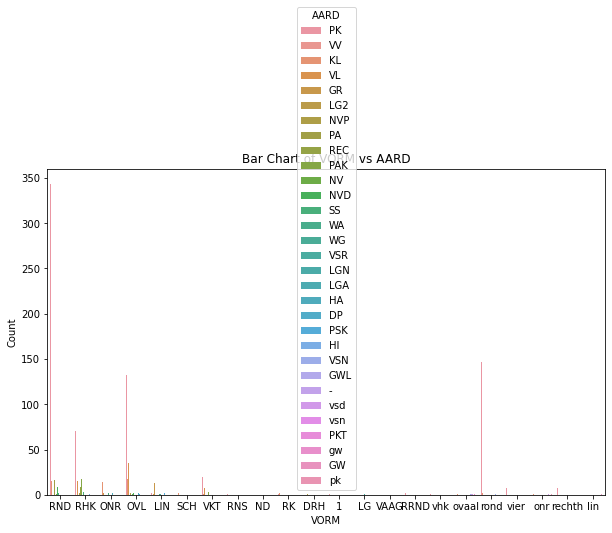 AARD
PK
VV
KL
VL
GR
LG2
NVP
PA
REC
PAK
NV
NVD
SS
WA
WG
VSR
LGN
LGA
HA
DP
PSK
HI
VSN
GWL
-
vsd
vsn
PKT
gw
GW
pk
Bar Chart of VORM vs AARD
350
300
250
200
150
100
50
0
Count
RND RHK ONR OVL LIN SCH VKT RNS ND RK DRH 1 LG VAAG RRND vhk ovaal rond vier onr rechth lin
VORM